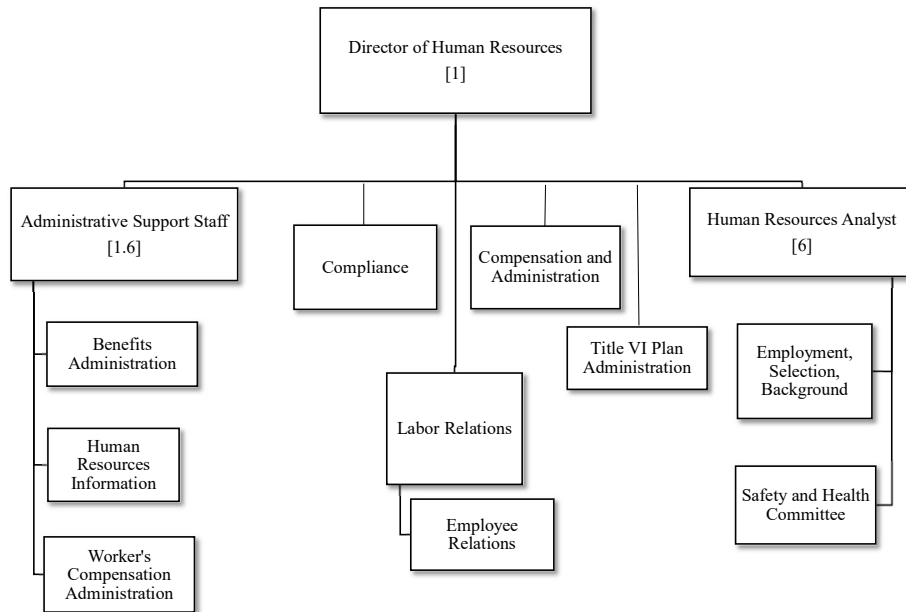 Director of Human Resources
[1]
Administrative Support Staff
[1.6]
Compliance
Compensation and
Administration
Human Resources Analyst
[6]
Benefits
Administration
Title VI Plan
Administration
Employment,
Selection,
Background
Labor Relations
Human
Resources
Information
Safety and Health
Committee
Employee
Relations
Worker's
Compensation
Administration